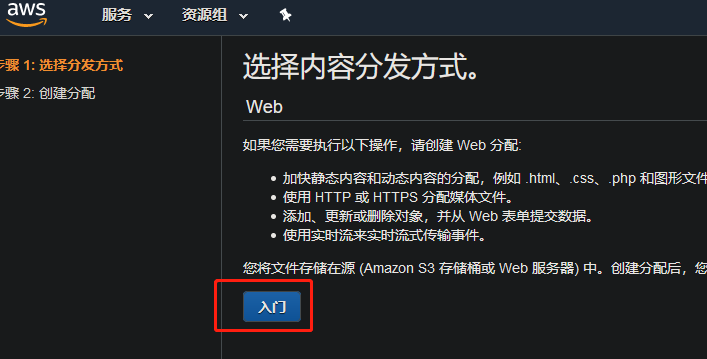 aws 服务 资源组
步骤 1: 选择分发方式
步骤 2: 创建分配
选择内容分发方式。
Web
如果您需要执行以下操作，请创建 Web 分配:
加快静态内容和动态内容的分配，例如 .html、.css、.php 和图形文件
使用 HTTP 或 HTTPS 分配媒体文件。
添加、更新或删除对象，并从 Web 表单提交数据。
使用实时流来实时流式传输事件。
您将文件存储在源 (Amazon S3 存储桶或 Web 服务器) 中。创建分配后，您
入门